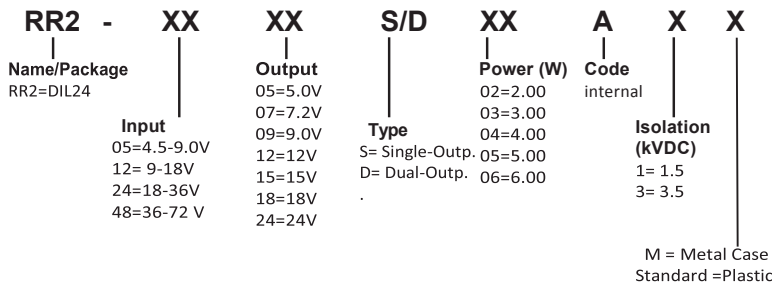 RR2 - XX XX S/D XX A X X
Name/Package
RR2=DIL24
Input
05=4.5-9.0V
12= 9-18V
24=18-36V
48=36-72 V
Output
05=5.0V
07=7.2V
09=9.0V
12=12V
15=15V
18=18V
24=24V
Type
S= Single-Outp.
D= Dual-Outp.
.
Power (W)
02=2.00
03=3.00
04=4.00
05=5.00
06=6.00
Code
internal
Isolation
(kVDC)
1= 1.5
3= 3.5
M = Metal Case
Standard =Plastic